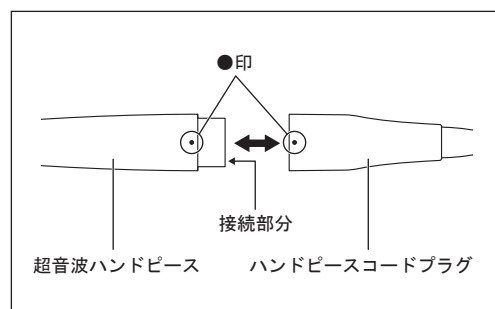 ●印
接続部分
超音波ハンドピース
ハンドピースコードプラグ